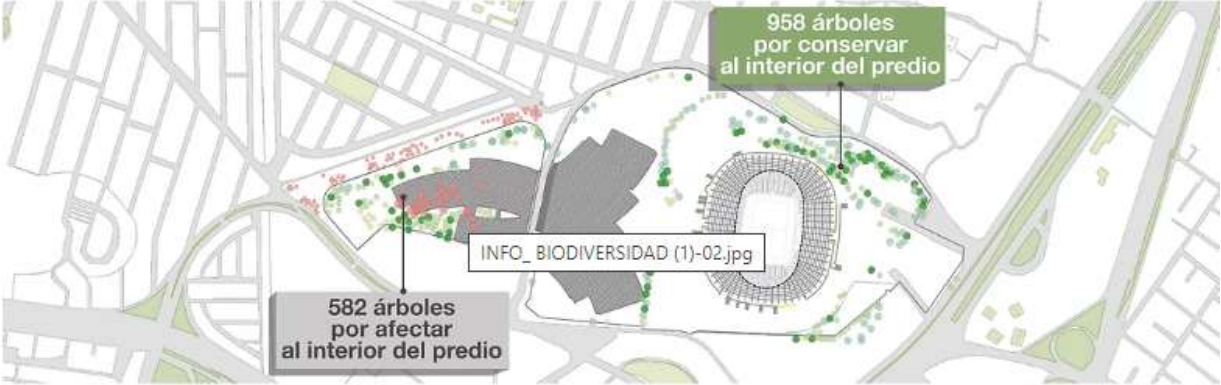 958 árboles
por conservar
al interior del predio
INFO_ BIODIVERSIDAD (1)-02.jpg
582 árboles
por afectar
al interior del predio